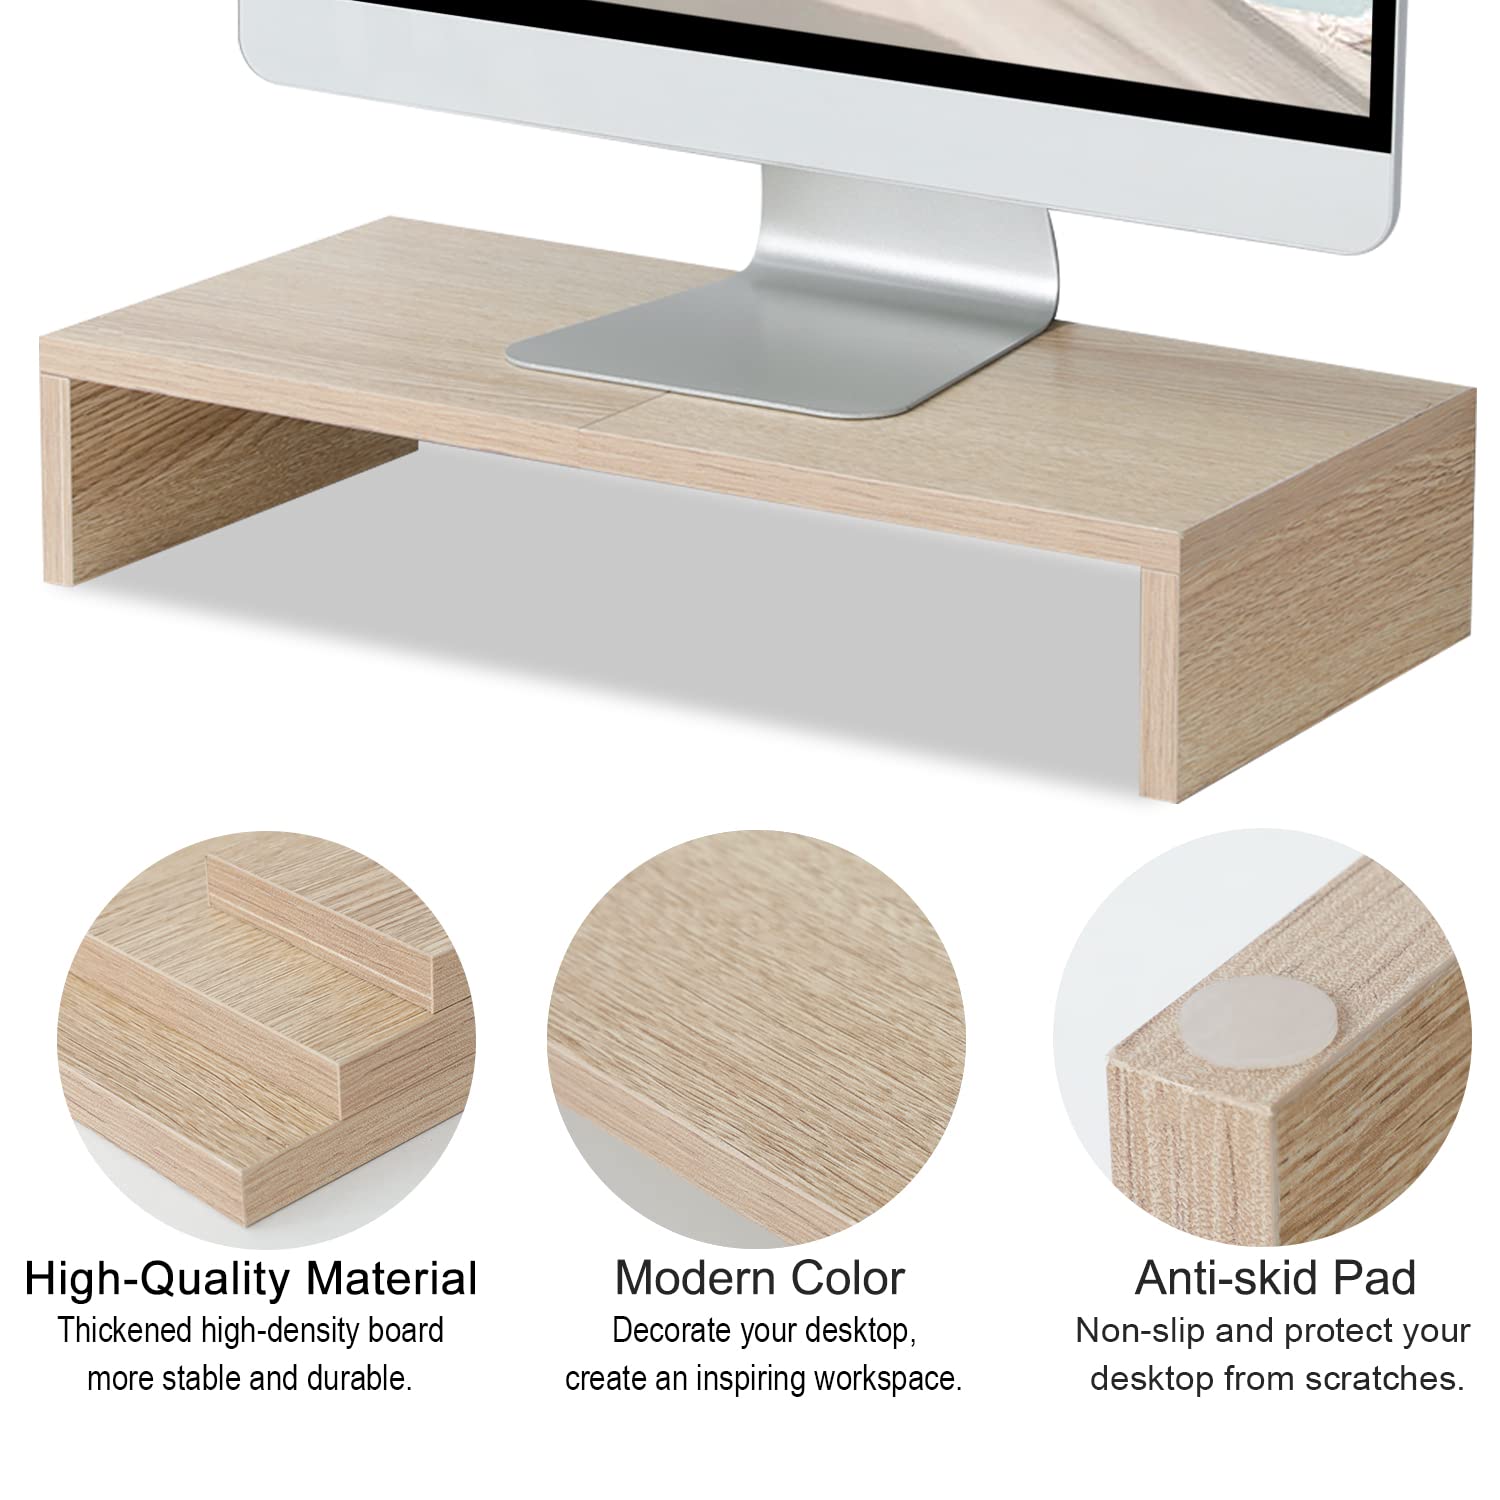 High-Quality Material
Thickened high-density board
more stable and durable.
Modern Color
Decorate your desktop,
create an inspiring workspace.
Anti-skid Pad
Non-slip and protect your
desktop from scratches.